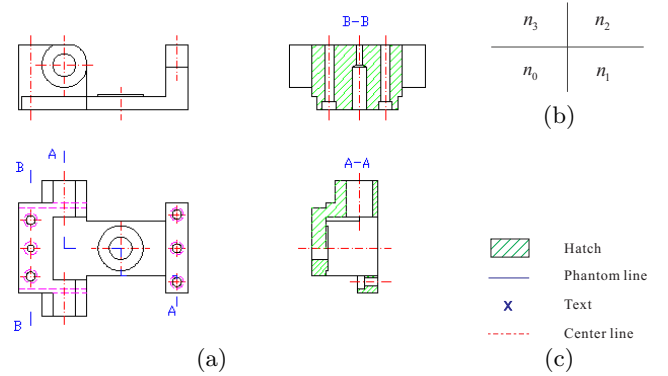 B-B
n3 n2
n0 n1
(b)
A
B
A-A
Hatch
Phantom line
X Text
B
A
Center line
(a)
(c)